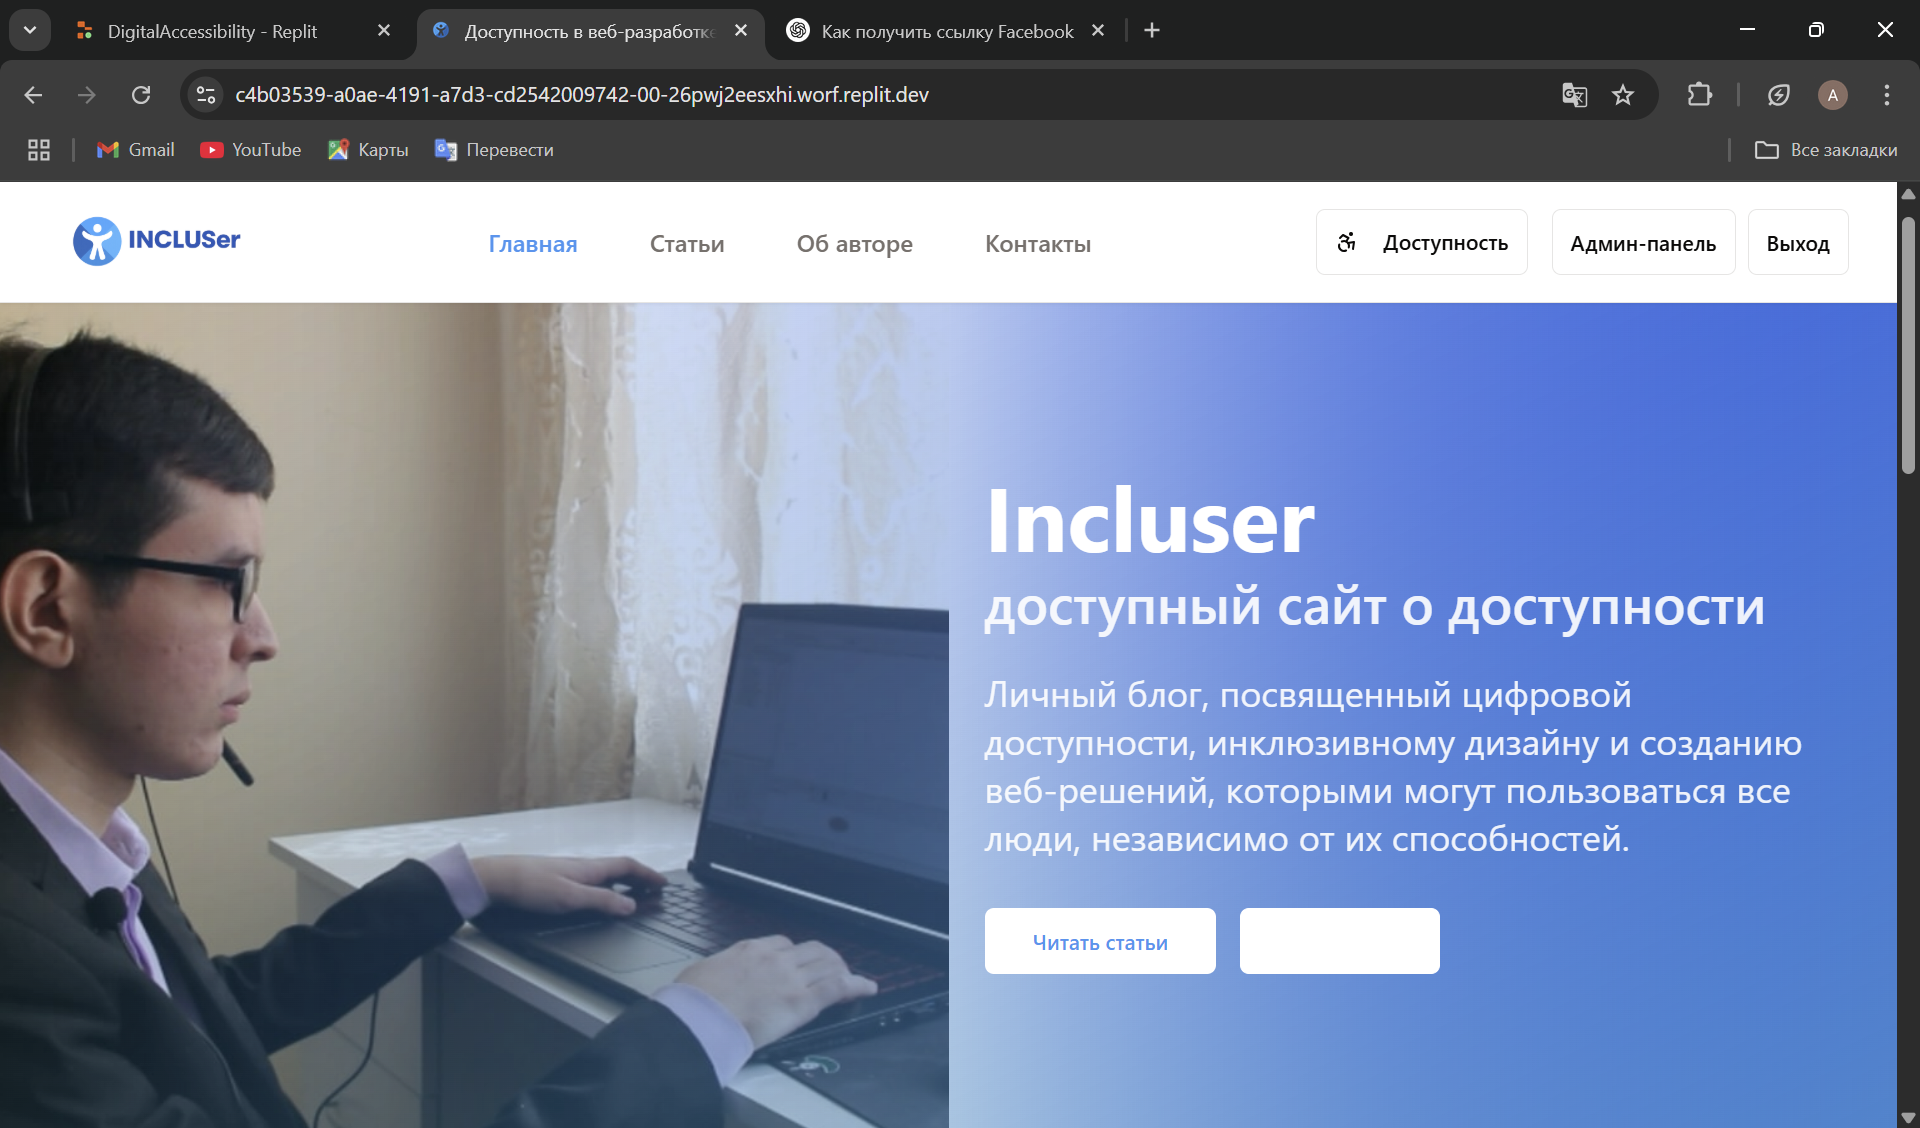 DigitalAccessibility - Replit
Доступность в веб-разработке
Как получить ссылку Facebook
c4b03539-a0ae-4191-a7d3-cd2542009742-00-26pwj2eesxhi.worf.replit.dev
A
Gmail
YouTube
Карты
Перевести
Все закладки
INCLUSer
Главная
Статьи
Об авторе
Контакты
Доступность
Админ-панель
Выход
Incluser
доступный сайт о доступности
Личный блог, посвященный цифровой
доступности, инклюзивному дизайну и созданию
веб-решений, которыми могут пользоваться все
люди, независимо от их способностей.
Читать статьи